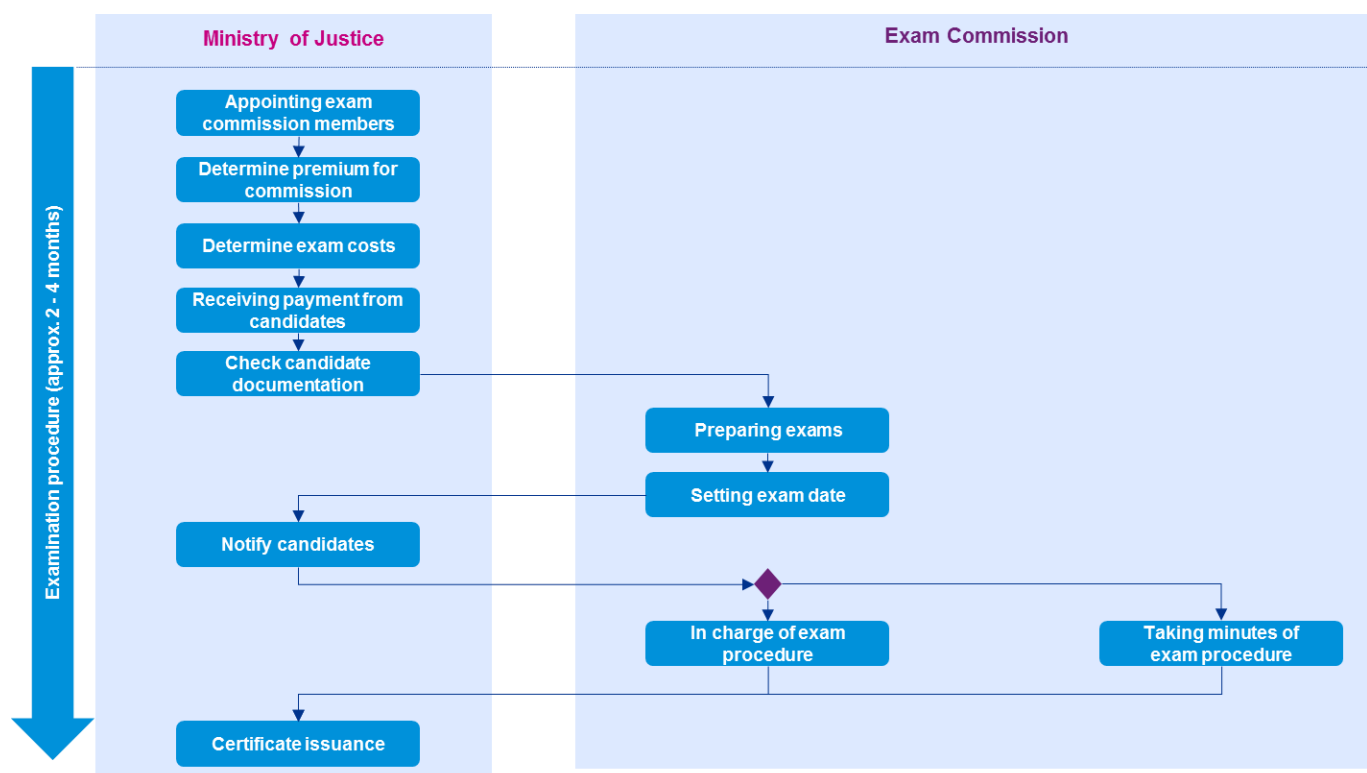 Ministry of Justice
Exam Commission
Examination procedure (approx. 2 - 4 months)
Appointing exam
commission members
Determine premium for
commission
Determine exam costs
Receiving payment from
candidates
Check candidate
documentation
Preparing exams
Setting exam date
Notify candidates
In charge of exam
procedure
Taking minutes of
exam procedure
Certificate issuance